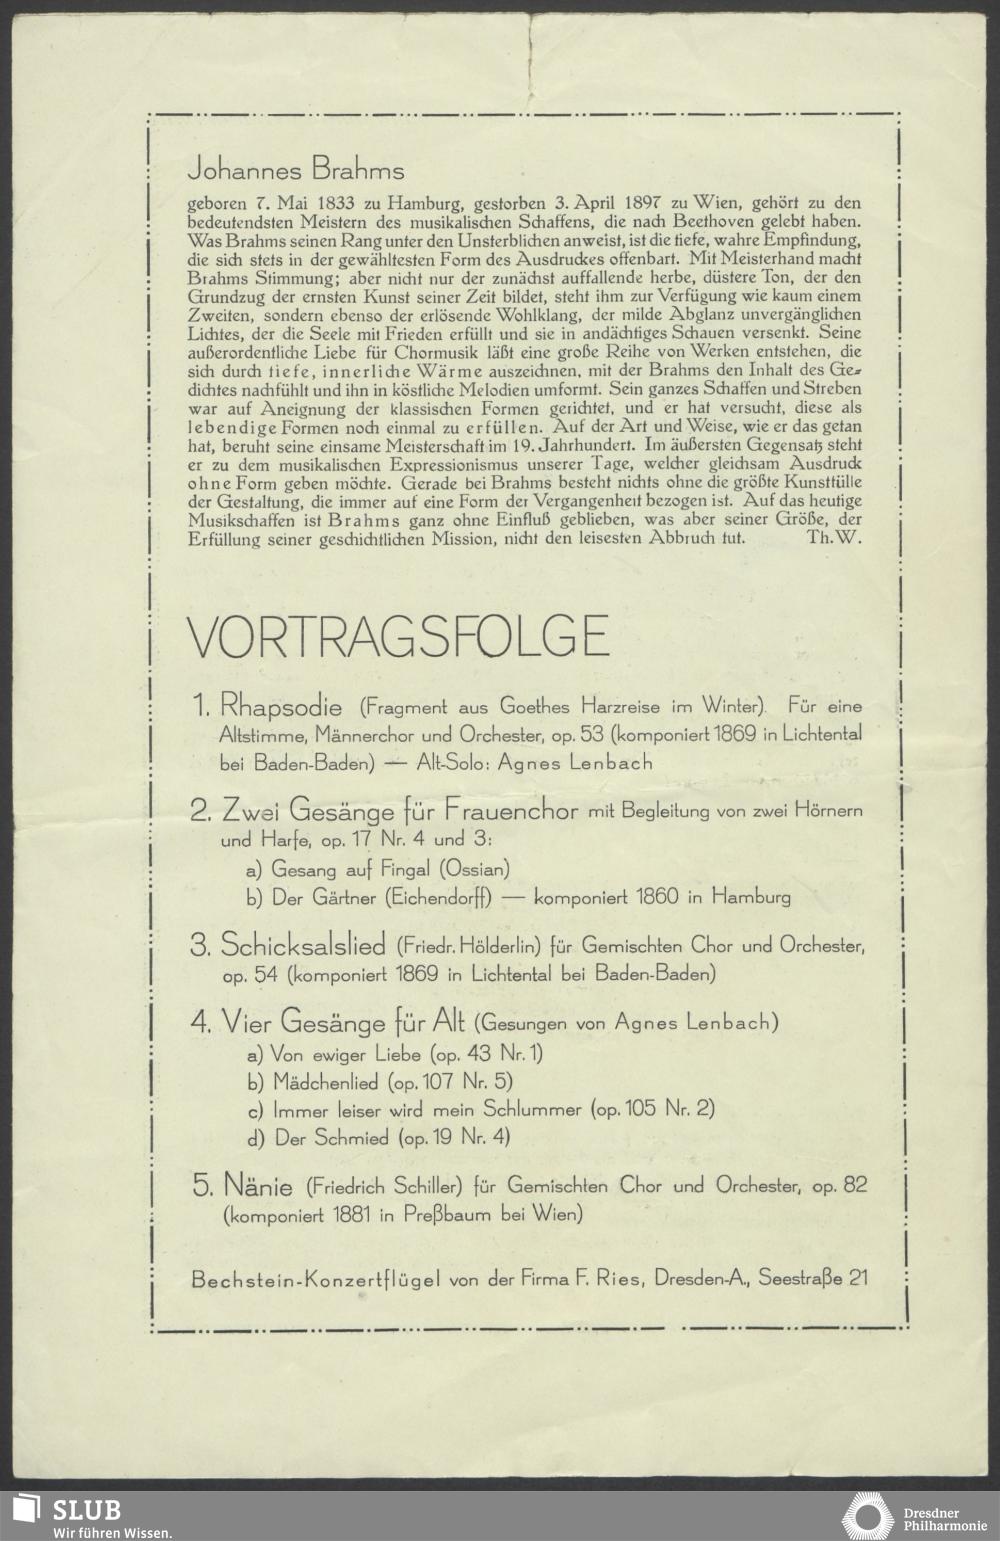 Johannes Brahms
geboren 7. Mai 1833 zu Hamburg, gestorben 3. April 1897 zu Wien, gehört zu den
bedeutendsten Meistern des musikalischen Schaffens, die nach Beethoven gelebt haben.
Was Brahms seinen Rang unter den Unsterblichen anweist, ist die tiefe, wahre Empfindung,
die sich stets in der gewähltesten Form des Ausdruckes offenbart. Mit Meisterhand macht
Brahms Stimmung; aber nicht nur der zunächst auffallende herbe, düstere Ton, der den
Grundzug der ernsten Kunst seiner Zeit bildet, steht ihm zur Verfügung wie kaum einem
Zweiten, sondern ebenso der erlösende Wohlklang, der milde Abglanz unvergänglichen
Lichtes, der die Seele mit Frieden erfüllt und sie in andächtiges Schauen versenkt. Seine
außerordentliche Liebe für Chormusik läßt eine große Reihe von Werken entstehen, die
sich durch tiefe, innerliche Wärme auszeichnen, mit der Brahms den Inhalt des Ge-
dichtes nachfühlt und ihn in köstliche Melodien umformt. Sein ganzes Schaffen und Streben
war auf Aneignung der klassischen Formen gerichtet, und er hat versucht, diese als
lebendige Formen noch einmal zu erfüllen. Auf der Art und Weise, wie er das getan
hat, beruht seine einsame Meisterschaft im 19. Jahrhundert. Im äußersten Gegensatz steht
er zu dem musikalischen Expressionismus unserer Tage, welcher gleichsam Ausdruck
ohne Form geben möchte. Gerade bei Brahms besteht nichts ohne die größte Kunstfülle
der Gestaltung, die immer auf eine Form der Vergangenheit bezogen ist. Auf das heutige
Musikschaffen ist Brahms ganz ohne Einfluß geblieben, was aber seiner Größe, der
Erfüllung seiner geschichtlichen Mission, nicht den leisesten Abbruch tut. Th.W.
VORTRAGSFOLGE
1. Rhapsodie (Fragment aus Goethes Harzreise im Winter). Für eine
Altstimme, Männerchor und Orchester, op. 53 (komponiert 1869 in Lichtental
bei Baden-Baden) — Alt-Solo: Agnes Lenbach
2. Zwei Gesänge für Frauenchor mit Begleitung von zwei Hörnern
und Harfe, op. 17 Nr. 4 und 3:
a) Gesang auf Fingal (Ossian)
b) Der Gärtner (Eichendorff) — komponiert 1860 in Hamburg
3. Schicksalslied (Friedr. Hölderlin) für Gemischten Chor und Orchester,
op. 54 (komponiert 1869 in Lichtental bei Baden-Baden)
4. Vier Gesänge für Alt (Gesungen von Agnes Lenbach)
a) Von ewiger Liebe (op. 43 Nr. 1)
b) Mädchenlied (op. 107 Nr. 5)
c) Immer leiser wird mein Schlummer (op. 105 Nr. 2)
d) Der Schmied (op. 19 Nr. 4)
5. Nänie (Friedrich Schiller) für Gemischten Chor und Orchester, op. 82
(komponiert 1881 in Preßbaum bei Wien)
Bechstein-Konzertflügel von der Firma F. Ries, Dresden-A., Seestraße 21
SLUB
Wir führen Wissen.
Dresdner
Philharmonie